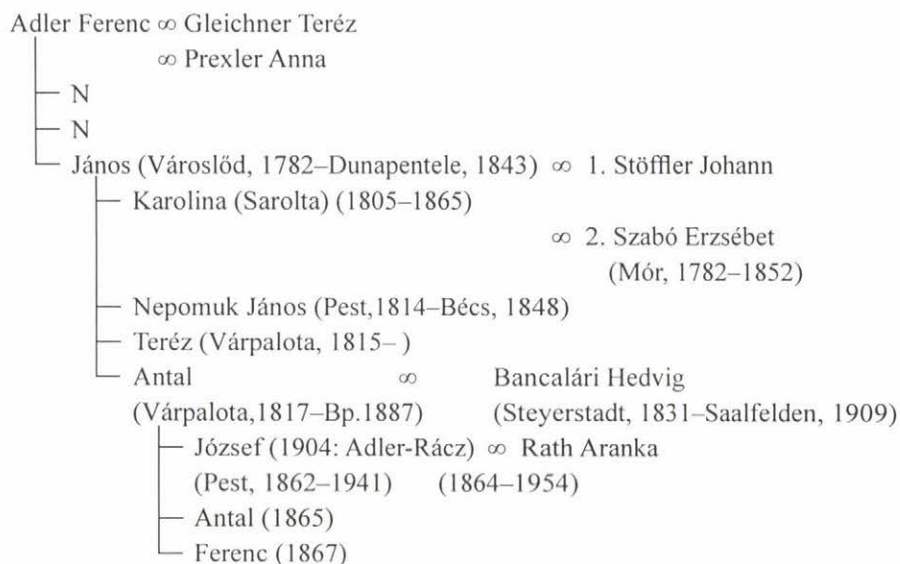 Adler Ferenc ∞ Gleichner Teréz
∞ Prexler Anna
N
N
János (Városlőd, 1782–Dunapentele, 1843) ∞ 1. Stöffler Johann
Karolina (Sarolta) (1805–1865)
∞ 2. Szabó Erzsébet
(Mór, 1782–1852)
Nepomuk János (Pest,1814–Bécs, 1848)
Teréz (Várpalota, 1815– )
Antal ∞ Bancalári Hedvig
(Várpalota,1817–Bp.1887) (Steyerstadt, 1831–Saalfelden, 1909)
József (1904: Adler-Rácz) ∞ Rath Aranka
(Pest, 1862–1941) (1864–1954)
Antal (1865)
Ferenc (1867)